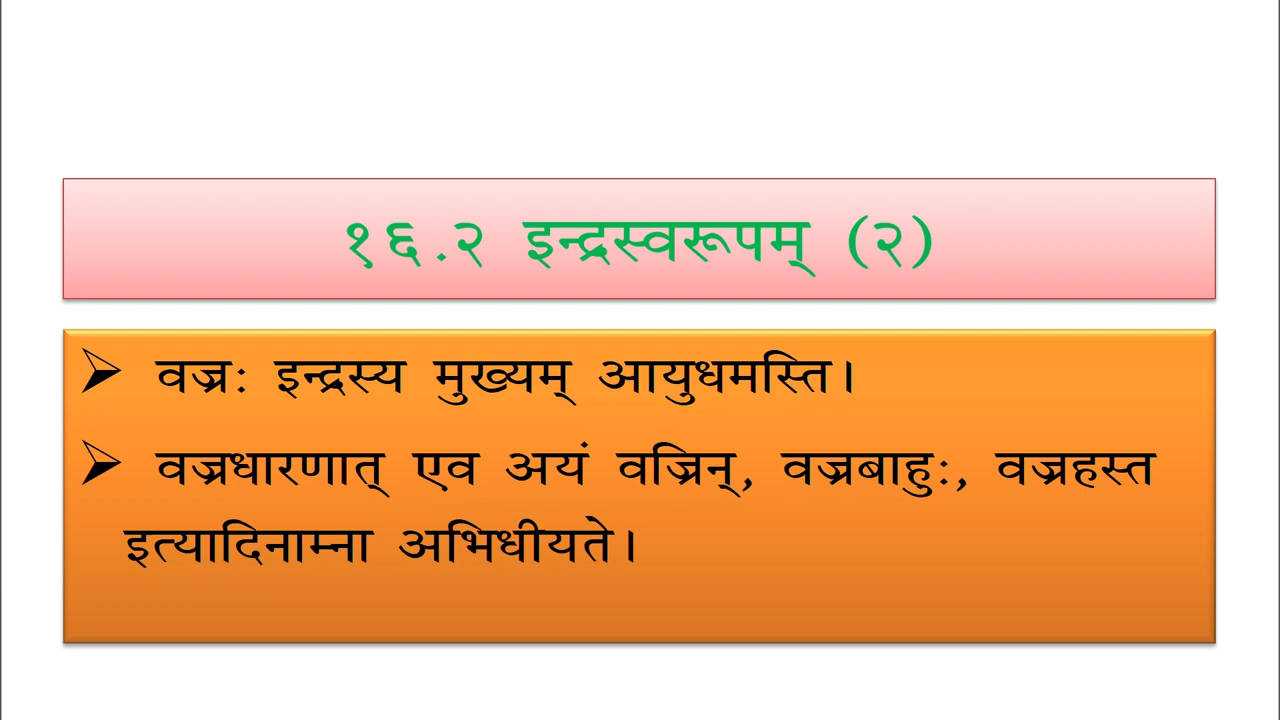 १६.२ इन्द्रस्वरूपम् (२)
➢ वज्रः इन्द्रस्य मुख्यम् आयुधमस्ति।
➢ वज्रधारणात् एव अयं वज्रिन्, वज्रबाहुः, वज्रहस्त
इत्यादिनाम्ना अभिधीयते।